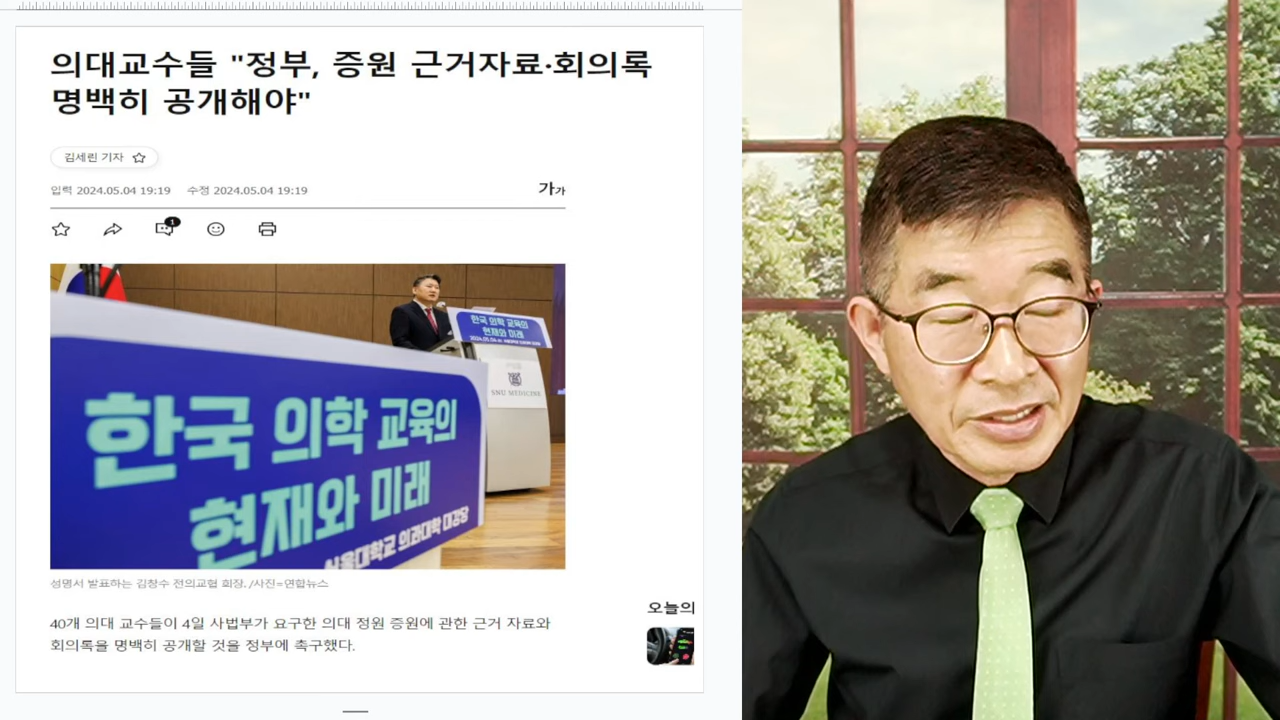 의대교수들 "정부, 증원 근거자료·회의록
명백히 공개해야"
김세린 기자
입력 2024.05.04 19:19 수정 2024.05.04 19:19
가가
1
한국 의학 교육의
현재와 미래
SNU MEDICINE
한국 의학 교육의
현재와 미래
서울대학교 의과대학 대강당
성명서 발표하는 김창수 전의교협 회장. /사진=연합뉴스
40개 의대 교수들이 4일 사법부가 요구한 의대 정원 증원에 관한 근거 자료와
회의록을 명백히 공개할 것을 정부에 촉구했다.
오늘의